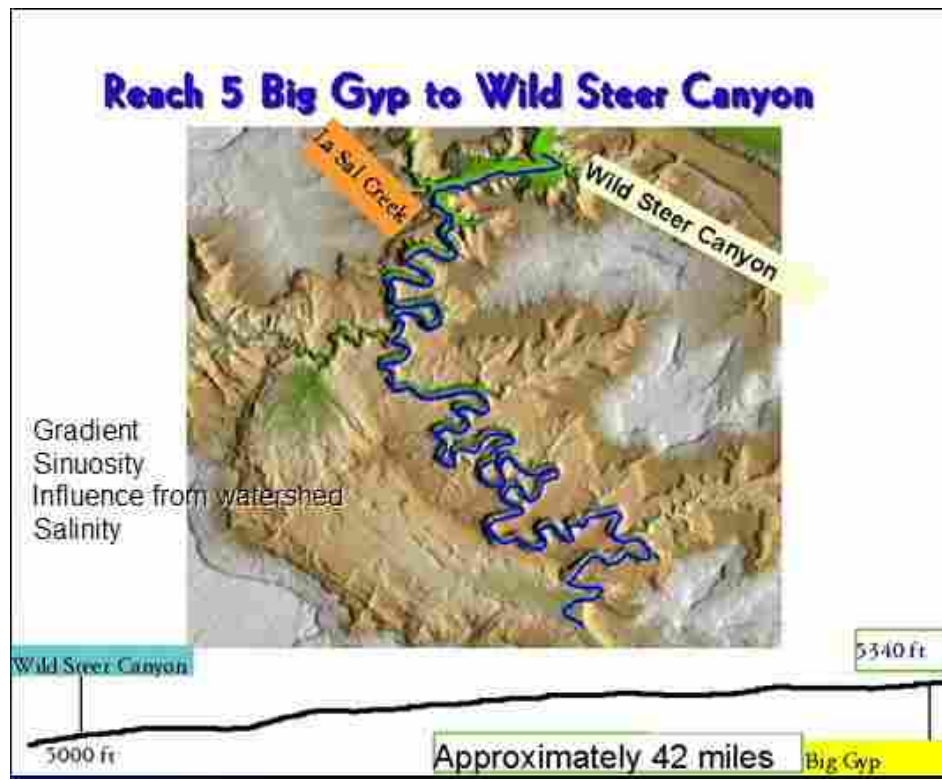 Reach 5 Big Gyp to Wild Steer Canyon
La Sal Creek
Wild Steer Canyon
Gradient
Sinuosity
Influence from watershed
Salinity
Wild Steer Canyon
5340 ft
5000 ft
Approximately 42 miles
Big Gyp